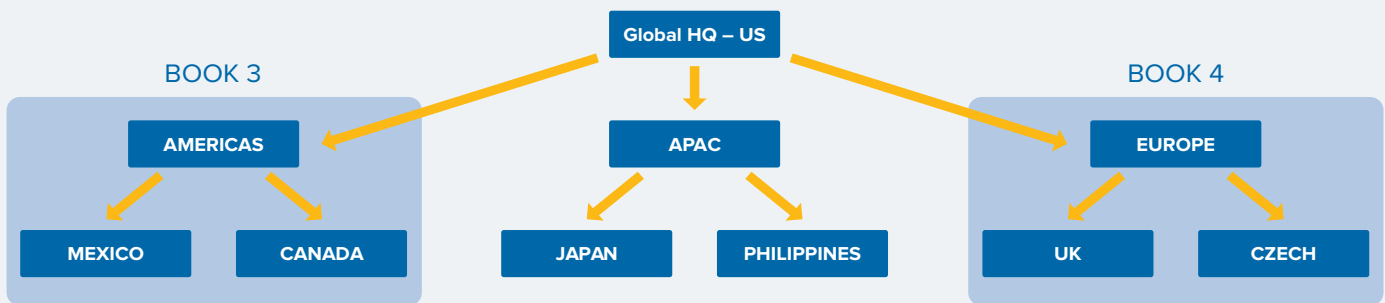 Global HQ – US
BOOK 3
BOOK 4
AMERICAS
APAC
EUROPE
MEXICO
CANADA
JAPAN
PHILIPPINES
UK
CZECH